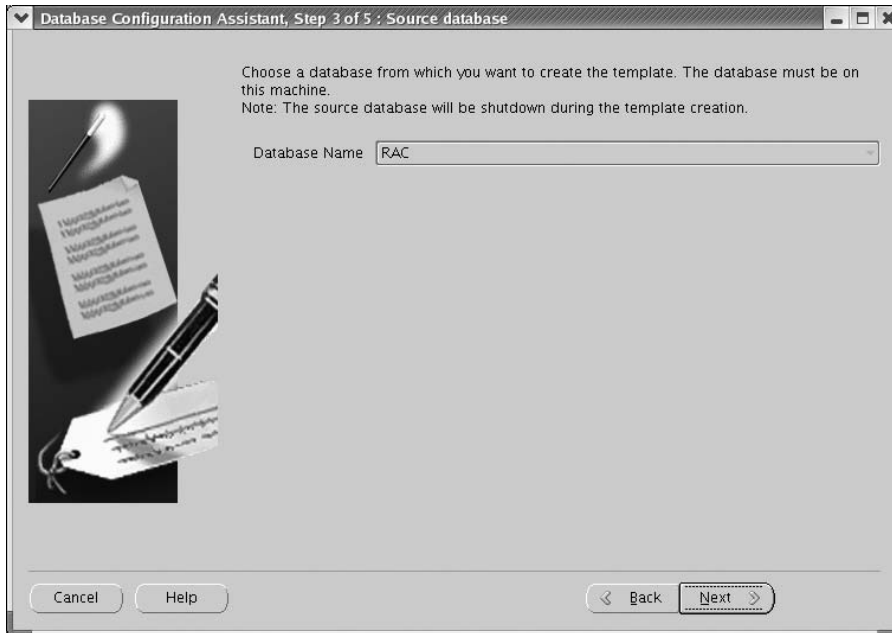 Database Configuration Assistant, Step 3 of 5 : Source database
Choose a database from which you want to create the template. The database must be on
this machine.
Note: The source database will be shutdown during the template creation.
Database Name RAC
Cancel Help Back Next